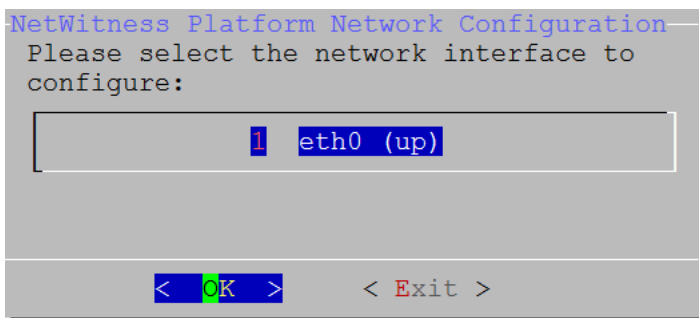 NetWitness Platform Network Configuration
Please select the network interface to
configure:
1 eth0 (up)
< OK > < Exit >